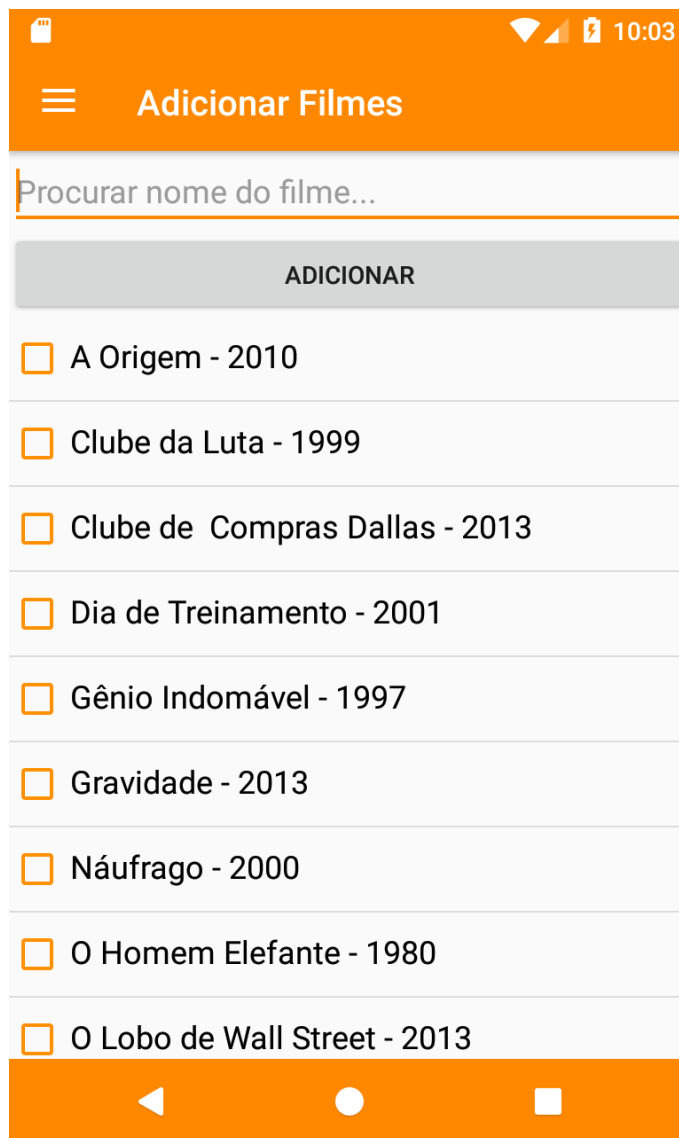 10:03
Adicionar Filmes
Procurar nome do filme...
ADICIONAR
A Origem - 2010
Clube da Luta - 1999
Clube de  Compras Dallas - 2013
Dia de Treinamento - 2001
Gênio Indomável - 1997
Gravidade - 2013
Náufrago - 2000
O Homem Elefante - 1980
O Lobo de Wall Street - 2013